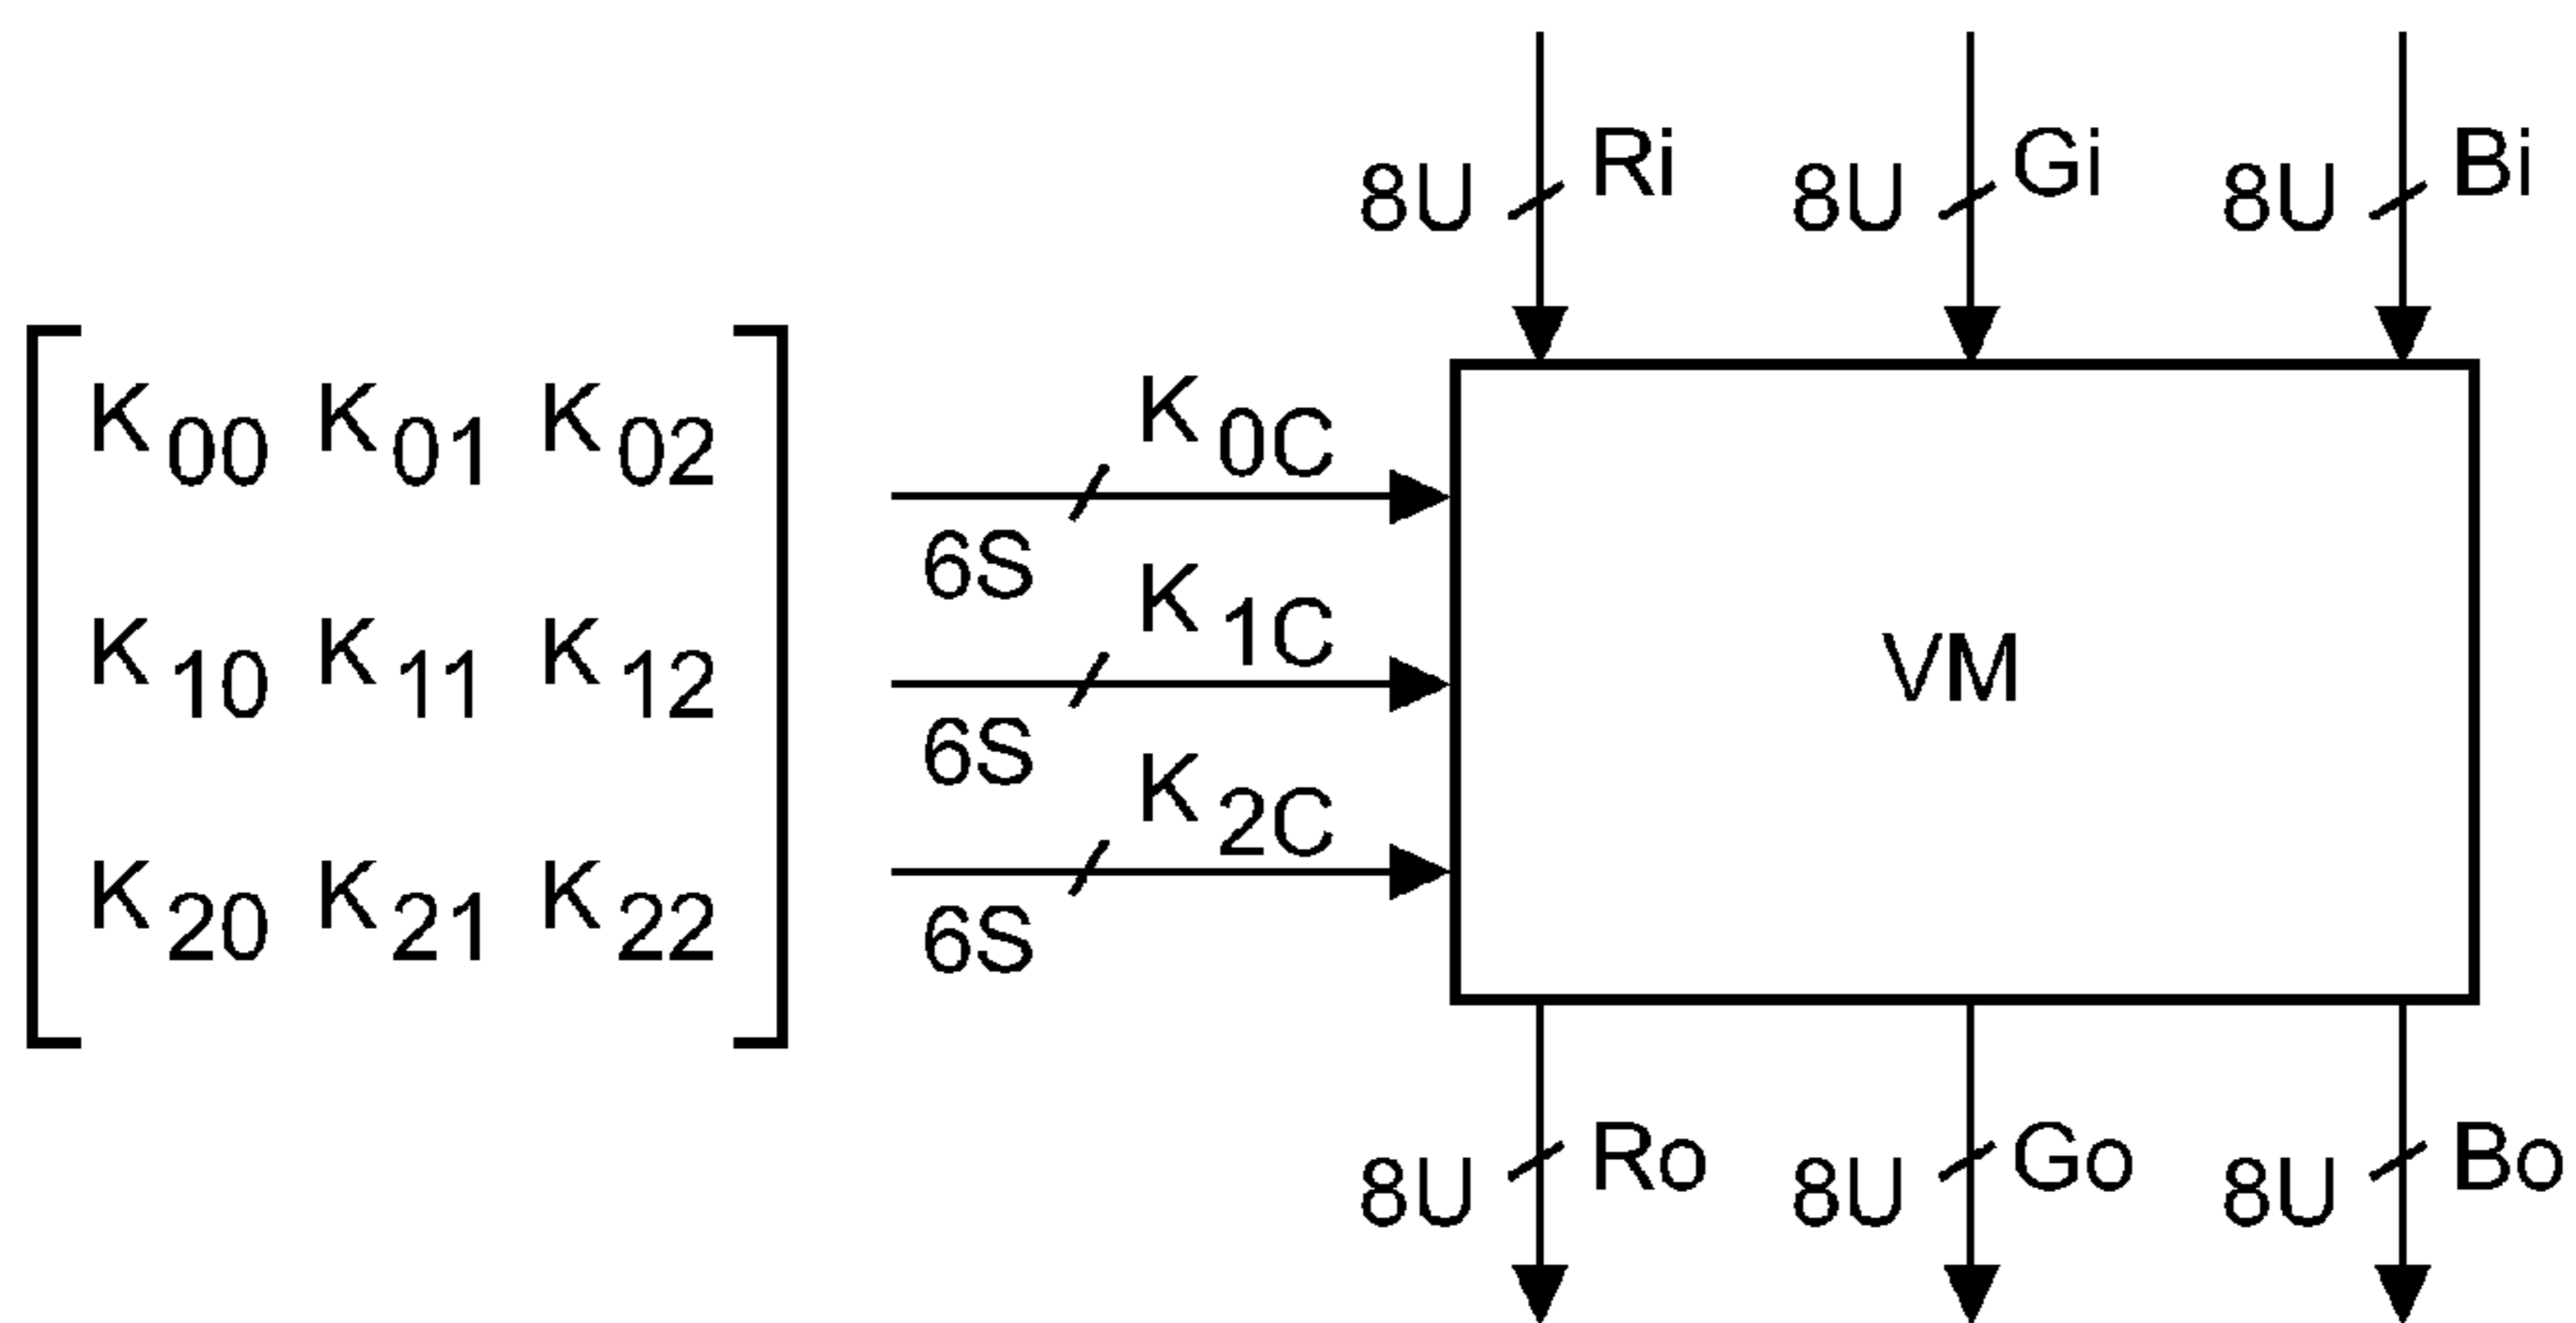 8U Ri 8U Gi 8U Bi
K00 K01 K02
K10 K11 K12
K20 K21 K22
K0C
6S
K1C
6S
K2C
6S
VM
8U Ro 8U Go 8U Bo